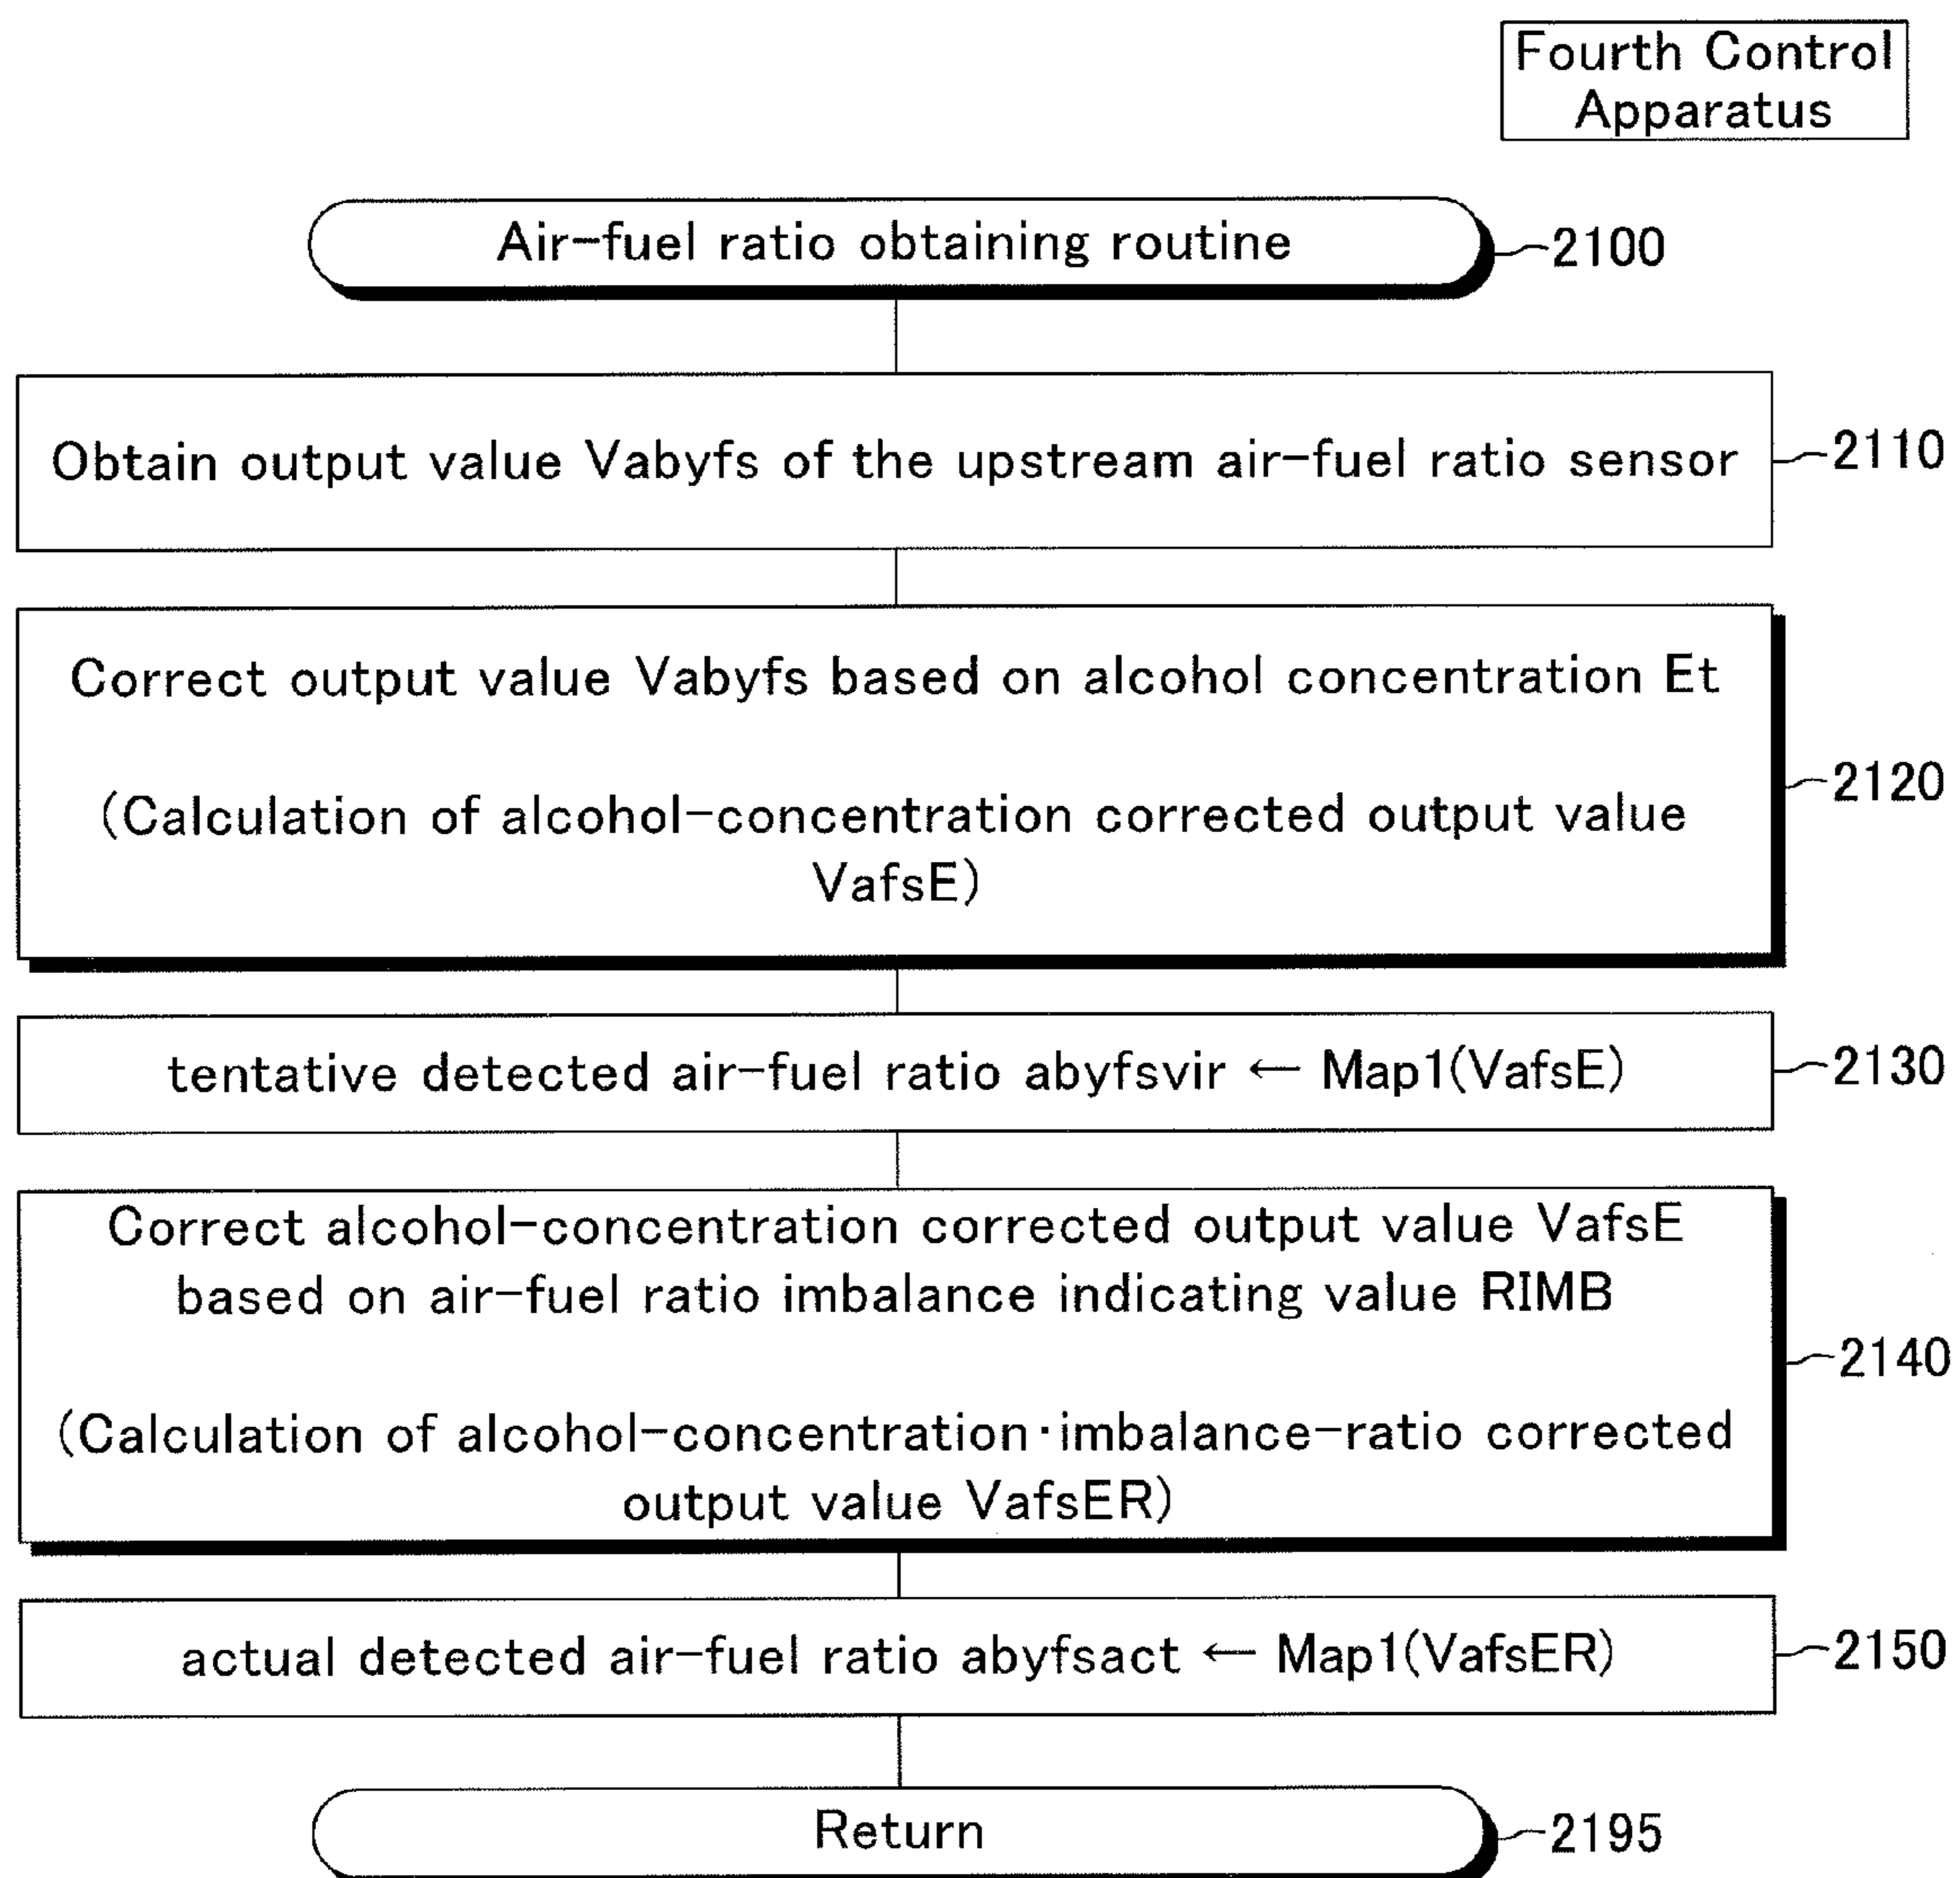 Fourth Control
Apparatus
Air-fuel ratio obtaining routine
2100
Obtain output value Vabyfs of the upstream air-fuel ratio sensor
2110
Correct output value Vabyfs based on alcohol concentration Et
(Calculation of alcohol-concentration corrected output value
VafsE)
2120
tentative detected air-fuel ratio abyfsvir ← Map1(VafsE)
2130
Correct alcohol-concentration corrected output value VafsE
based on air-fuel ratio imbalance indicating value RIMB
(Calculation of alcohol-concentration·imbalance-ratio corrected
output value VafsER)
2140
actual detected air-fuel ratio abyfsact ← Map1(VafsER)
2150
Return
2195